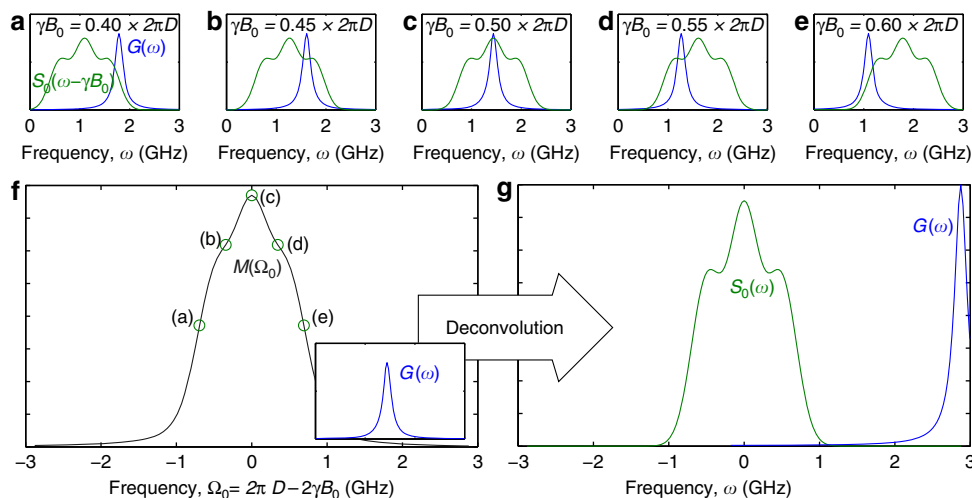 a
γB₀ = 0.40 × 2πD
G(ω)
S₀(ω–γB₀)
0 1 2 3
Frequency, ω (GHz)
b
γB₀ = 0.45 × 2πD
0 1 2 3
Frequency, ω (GHz)
c
γB₀ = 0.50 × 2πD
0 1 2 3
Frequency, ω (GHz)
d
γB₀ = 0.55 × 2πD
0 1 2 3
Frequency, ω (GHz)
e
γB₀ = 0.60 × 2πD
0 1 2 3
Frequency, ω (GHz)
f
(c)
(b)
(d)
M(Ω₀)
(a)
(e)
G(ω)
−3 −2 −1 0 1 2 3
Frequency, Ω₀ = 2π D – 2γB₀ (GHz)
Deconvolution
g
G(ω)
S₀(ω)
−3 −2 −1 0 1 2 3
Frequency, ω (GHz)